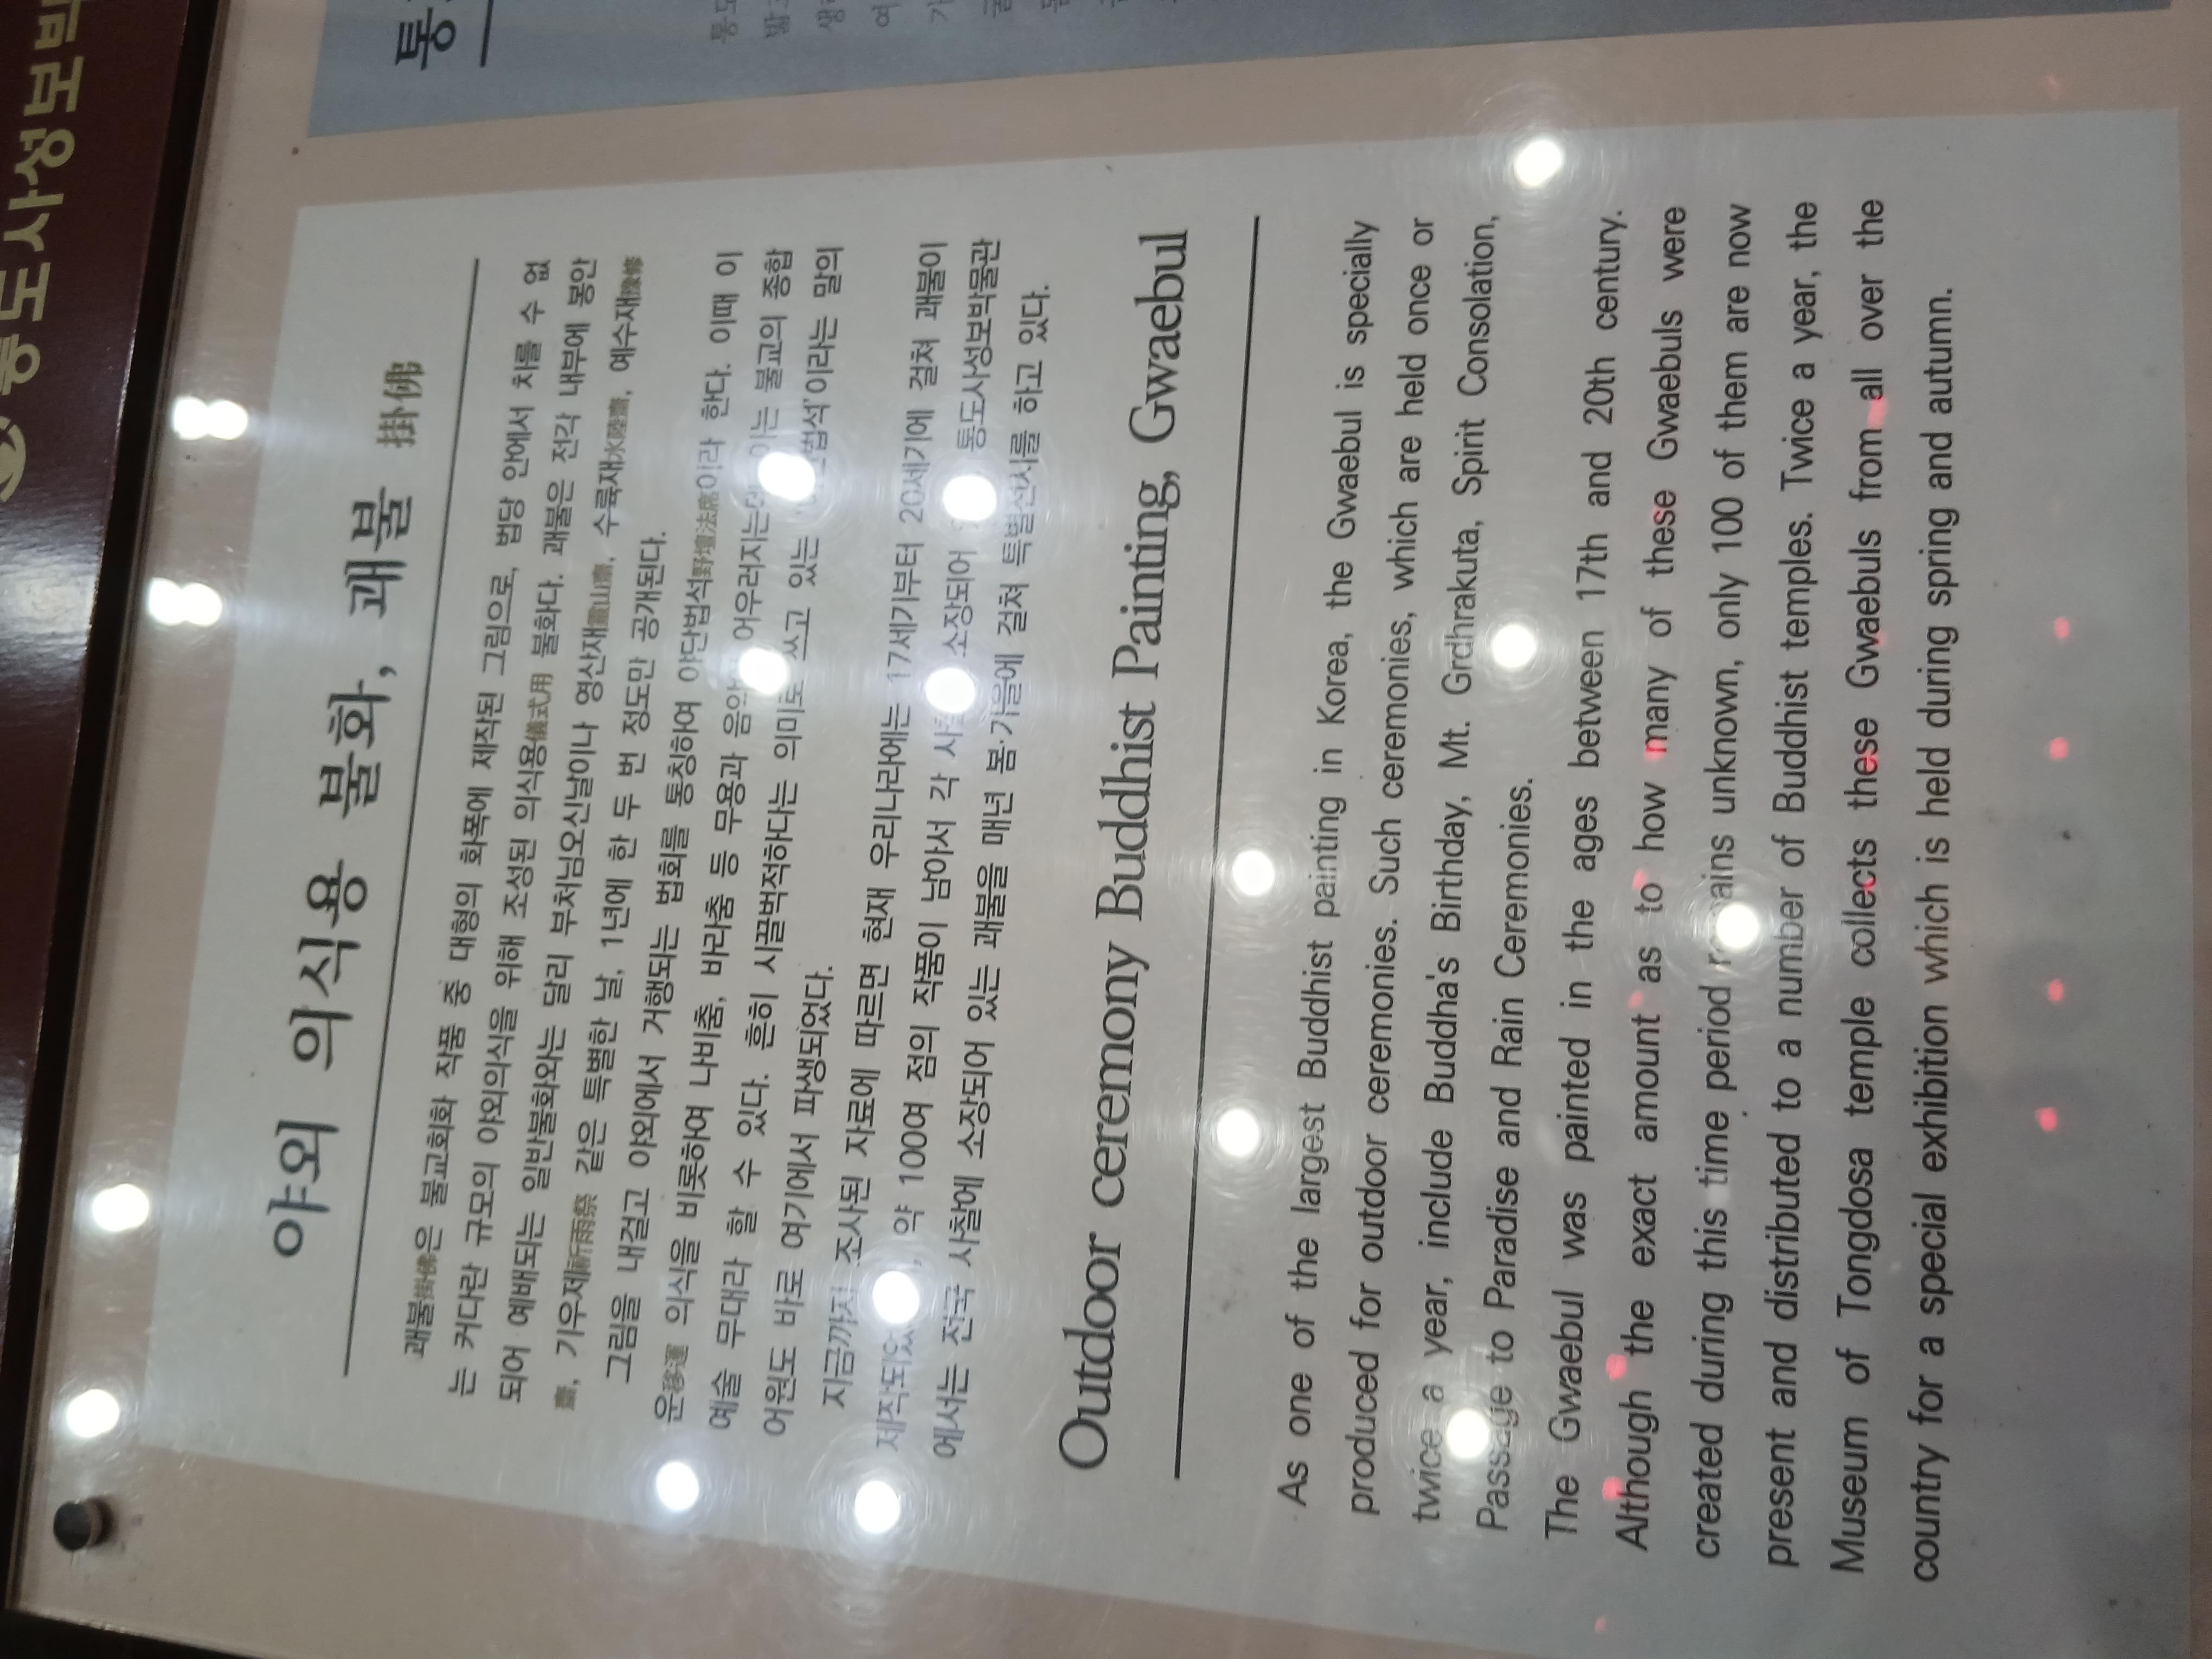 통도사성보박
야외 의식용 불화, 괘불 掛佛
괘불掛佛은 불교회화 작품 중 대형의 화폭에 제작된 그림으로, 법당 안에서 치를 수 없
는 커다란 규모의 야외의식을 위해 조성된 의식용儀式用 불화다. 괘불은 전각 내부에 봉안
되어 예배되는 일반불화와는 달리 부처님오신날이나 영산재靈山齋, 수륙재水陸齋, 예수재豫修
齋, 기우제祈雨祭 같은 특별한 날, 1년에 한 두 번 정도만 공개된다.
그림을 내걸고 야외에서 거행되는 법회를 통칭하여 야단법석野壇法席이라 한다. 이때 이
운移運 의식을 비롯하여 나비춤, 바라춤 등 무용과 어우러지는데 이는 불교의 종합
예술 무대라 할 수 있다. 흔히 시끌벅적하다는 의미로 쓰고 있는 말의
어원도 바로 여기에서 파생되었다.
지금까지 조사된 자료에 따르면 현재 우리나라에는 17세기부터 20세기에 걸쳐 괘불이
제작되었 약 100여 점의 작품이 남아서 각 소장되어 통도사성보박물관
에서는 전국 사찰에 소장되어 있는 괘불을 매년 봄·가을에 걸쳐 특별전시를 하고 있다.
Outdoor ceremony Buddhist Painting, Gwaebul
As one of the largest Buddhist painting in Korea, the Gwaebul is specially
produced for outdoor ceremonies. Such ceremonies, which are held once or
twice a year, include Buddha's Birthday, Mt. Grdhrakuta, Spirit Consolation,
Passage to Paradise and Rain Ceremonies.
The Gwaebul was painted in the ages between 17th and 20th century.
Although the exact amount as to how many of these Gwaebuls were
created during this time period remains unknown, only 100 of them are now
present and distributed to a number of Buddhist temples. Twice a year, the
Museum of Tongdosa temple collects these Gwaebuls from all over the
country for a special exhibition which is held during spring and autumn.